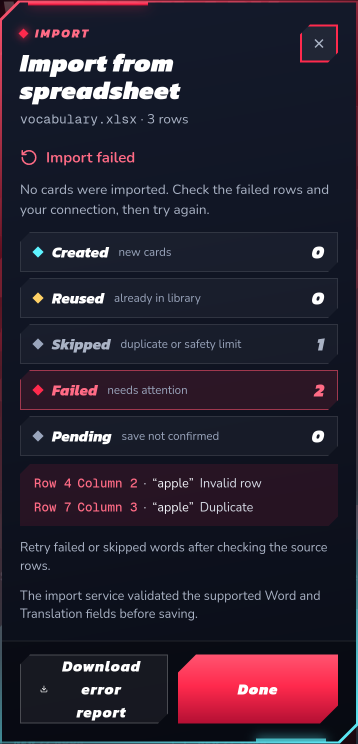 IMPORT
Import from
spreadsheet
vocabulary.xlsx · 3 rows
Import failed
No cards were imported. Check the failed rows and
your connection, then try again.
Created new cards 0
Reused already in library 0
Skipped duplicate or safety limit 1
Failed needs attention 2
Pending save not confirmed 0
Row 4 Column 2 · “apple” Invalid row
Row 7 Column 3 · “apple” Duplicate
Retry failed or skipped words after checking the source
rows.
The import service validated the supported Word and
Translation fields before saving.
Download
error
report
Done